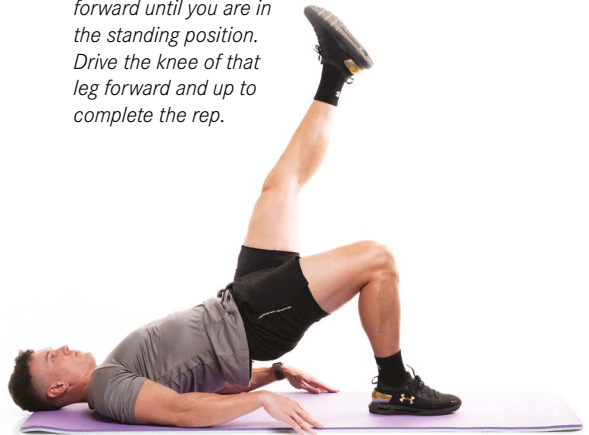 forward until you are in
the standing position.
Drive the knee of that
leg forward and up to
complete the rep.